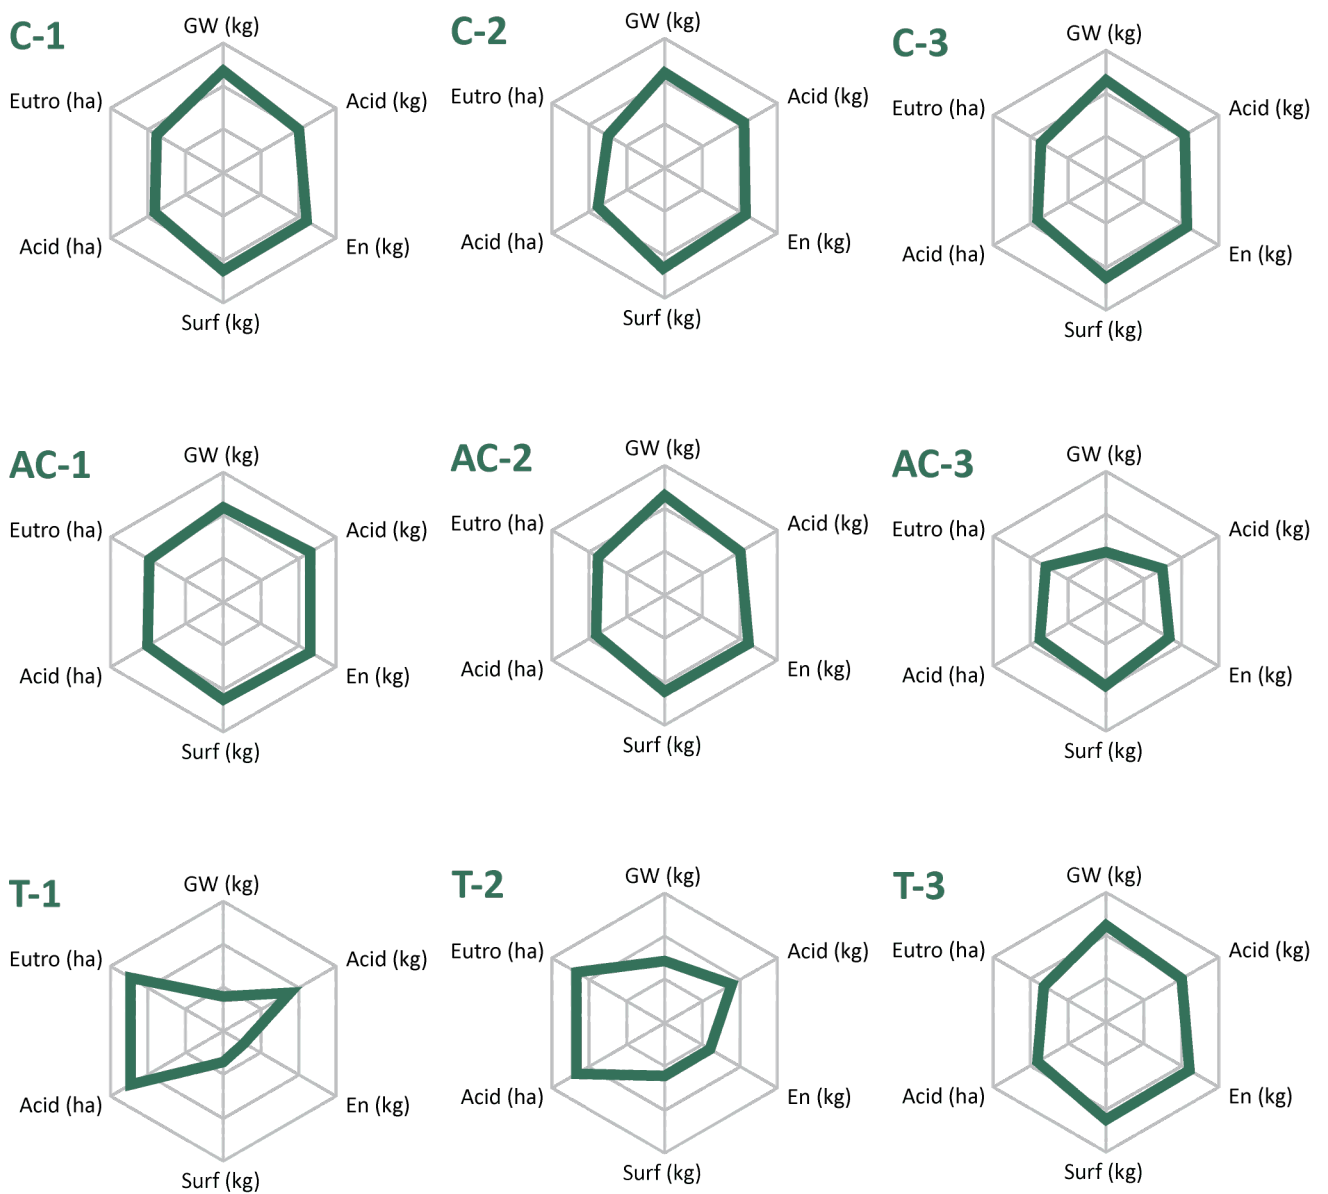 C-1
GW (kg)
Eutro (ha)
Acid (kg)
Acid (ha)
En (kg)
Surf (kg)
C-2
GW (kg)
Eutro (ha)
Acid (kg)
Acid (ha)
En (kg)
Surf (kg)
C-3
GW (kg)
Eutro (ha)
Acid (kg)
Acid (ha)
En (kg)
Surf (kg)
AC-1
GW (kg)
Eutro (ha)
Acid (kg)
Acid (ha)
En (kg)
Surf (kg)
AC-2
GW (kg)
Eutro (ha)
Acid (kg)
Acid (ha)
En (kg)
Surf (kg)
AC-3
GW (kg)
Eutro (ha)
Acid (kg)
Acid (ha)
En (kg)
Surf (kg)
T-1
GW (kg)
Eutro (ha)
Acid (kg)
Acid (ha)
En (kg)
Surf (kg)
T-2
GW (kg)
Eutro (ha)
Acid (kg)
Acid (ha)
En (kg)
Surf (kg)
T-3
GW (kg)
Eutro (ha)
Acid (kg)
Acid (ha)
En (kg)
Surf (kg)